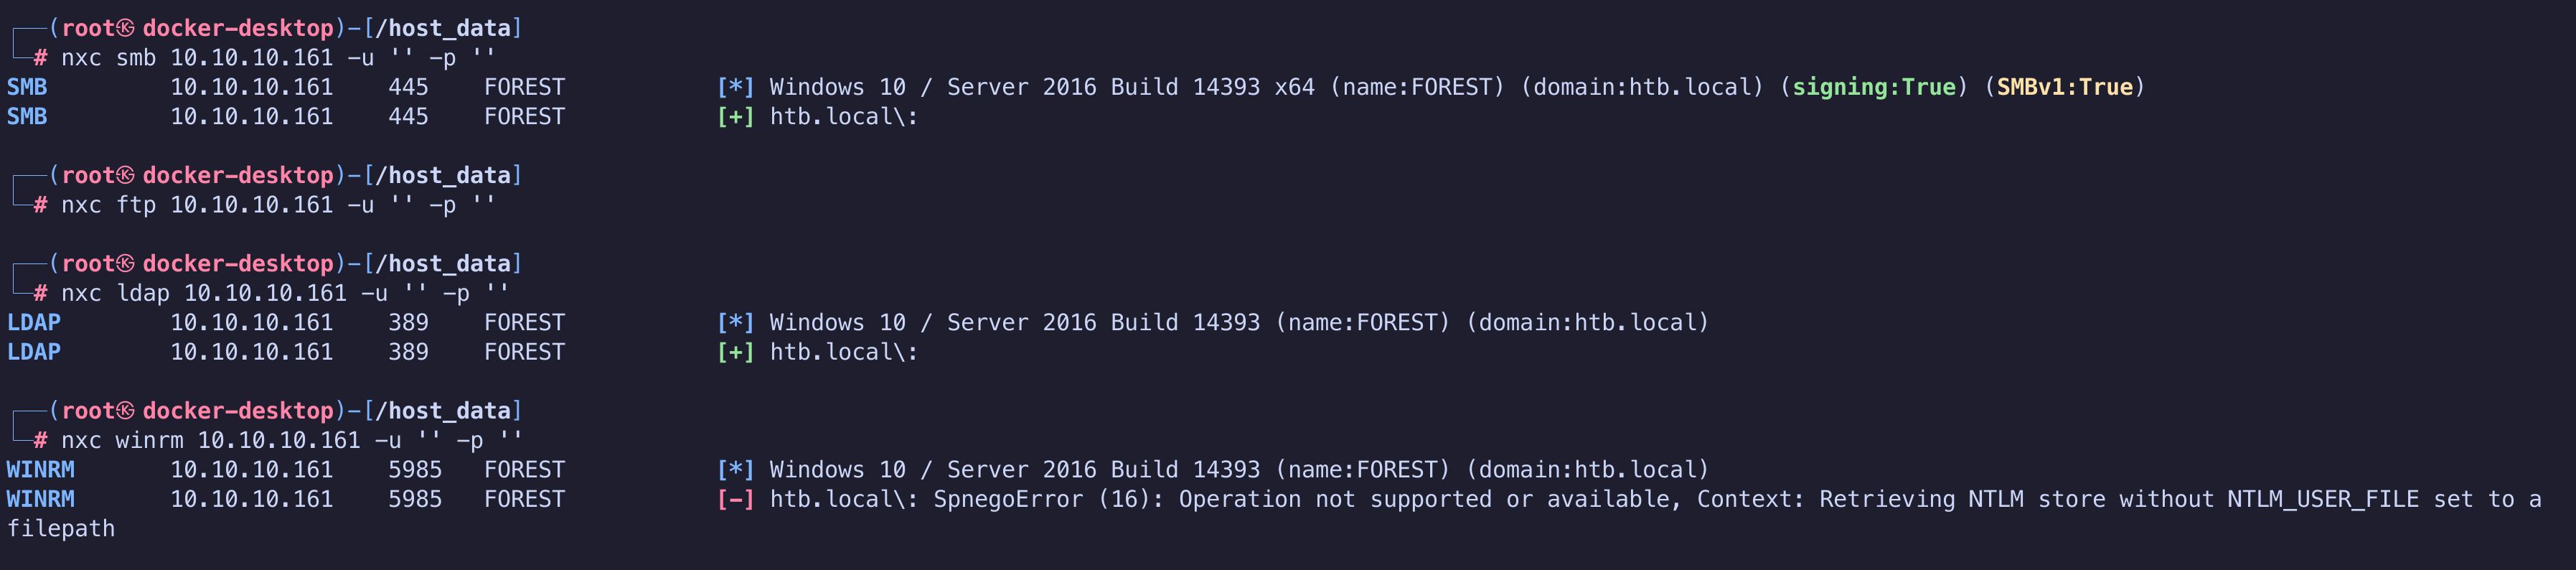 ┌──(root㉿docker-desktop)-[/host_data]
└─# nxc smb 10.10.10.161 -u '' -p ''
SMB         10.10.10.161    445    FOREST           [*] Windows 10 / Server 2016 Build 14393 x64 (name:FOREST) (domain:htb.local) (signing:True) (SMBv1:True)
SMB         10.10.10.161    445    FOREST           [+] htb.local\:

┌──(root㉿docker-desktop)-[/host_data]
└─# nxc ftp 10.10.10.161 -u '' -p ''

┌──(root㉿docker-desktop)-[/host_data]
└─# nxc ldap 10.10.10.161 -u '' -p ''
LDAP        10.10.10.161    389    FOREST           [*] Windows 10 / Server 2016 Build 14393 (name:FOREST) (domain:htb.local)
LDAP        10.10.10.161    389    FOREST           [+] htb.local\:

┌──(root㉿docker-desktop)-[/host_data]
└─# nxc winrm 10.10.10.161 -u '' -p ''
WINRM       10.10.10.161    5985   FOREST           [*] Windows 10 / Server 2016 Build 14393 (name:FOREST) (domain:htb.local)
WINRM       10.10.10.161    5985   FOREST           [-] htb.local\: SpnegoError (16): Operation not supported or available, Context: Retrieving NTLM store without NTLM_USER_FILE set to a
filepath